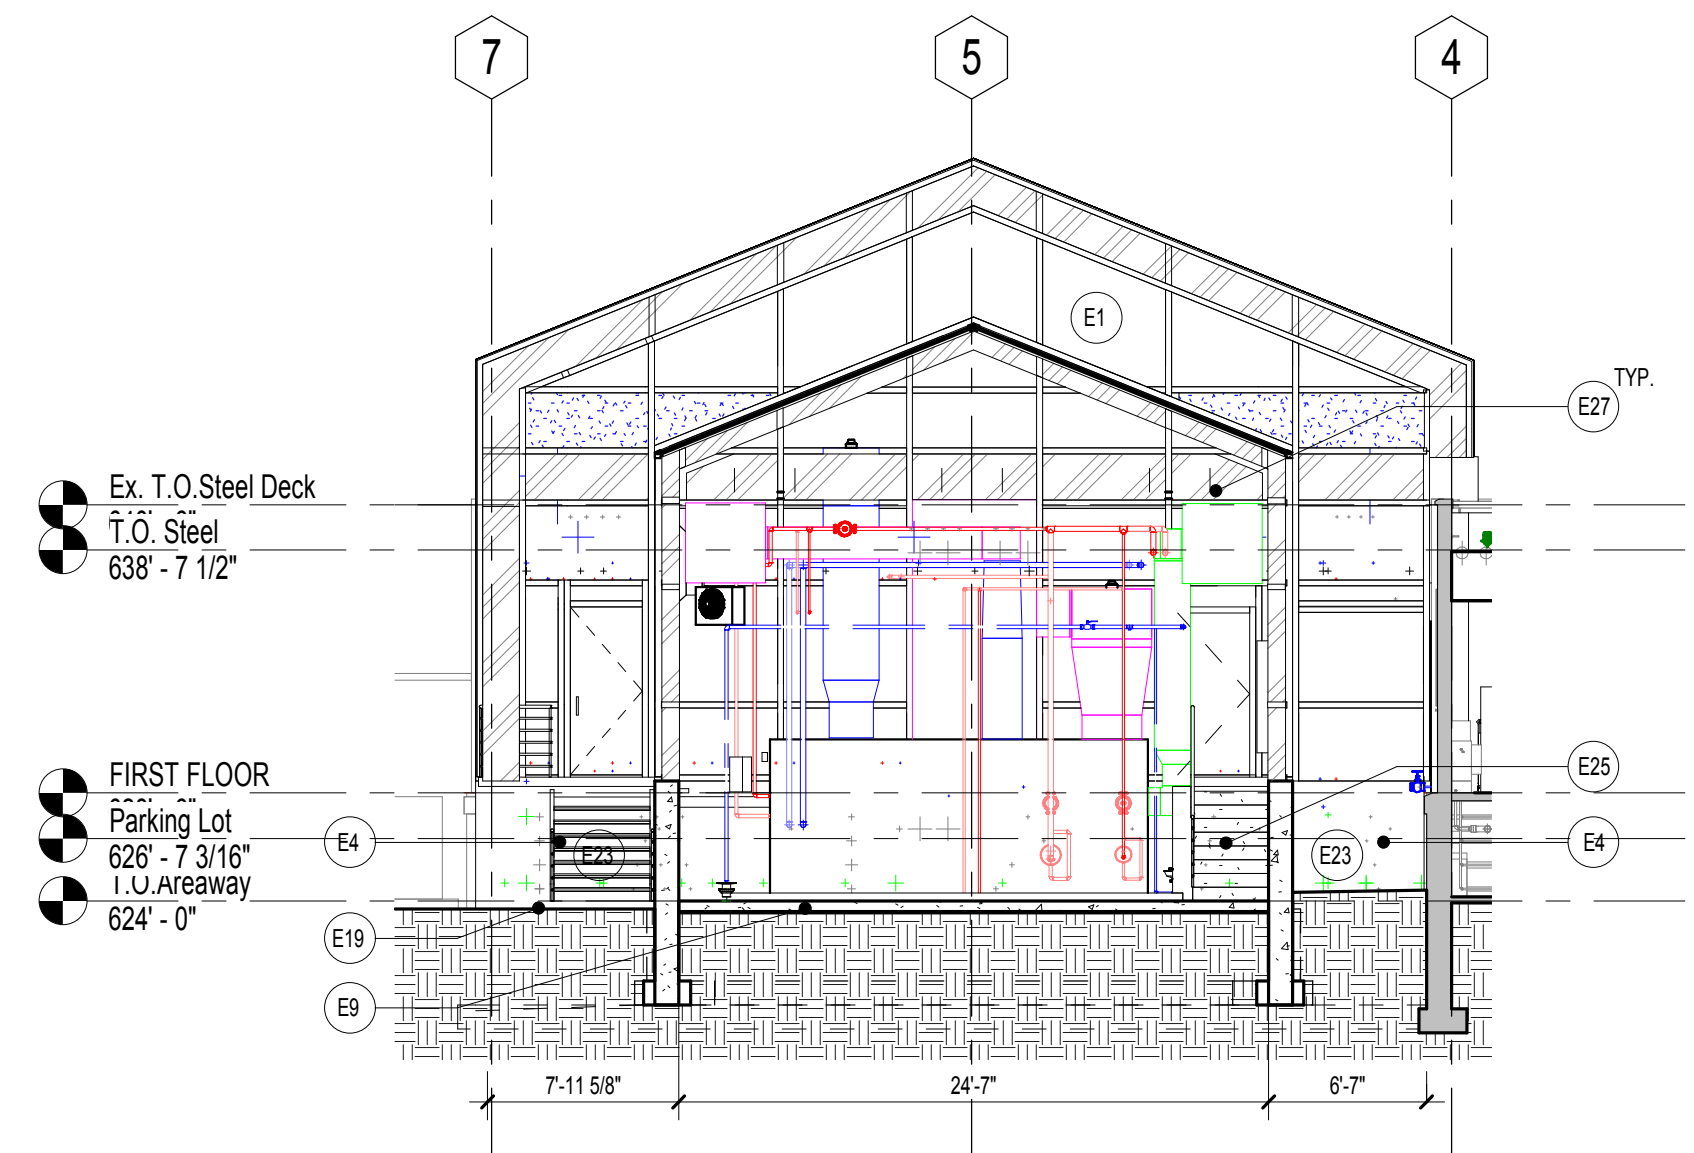 7
5
4
E1
TYP.
E27
Ex. T.O.Steel Deck
T.O. Steel
638' - 7 1/2"
FIRST FLOOR
Parking Lot
626' - 7 3/16"
T.O.Areaway
624' - 0"
E25
E4
E23
E23
E4
E19
E9
7'-11 5/8"
24'-7"
6'-7"